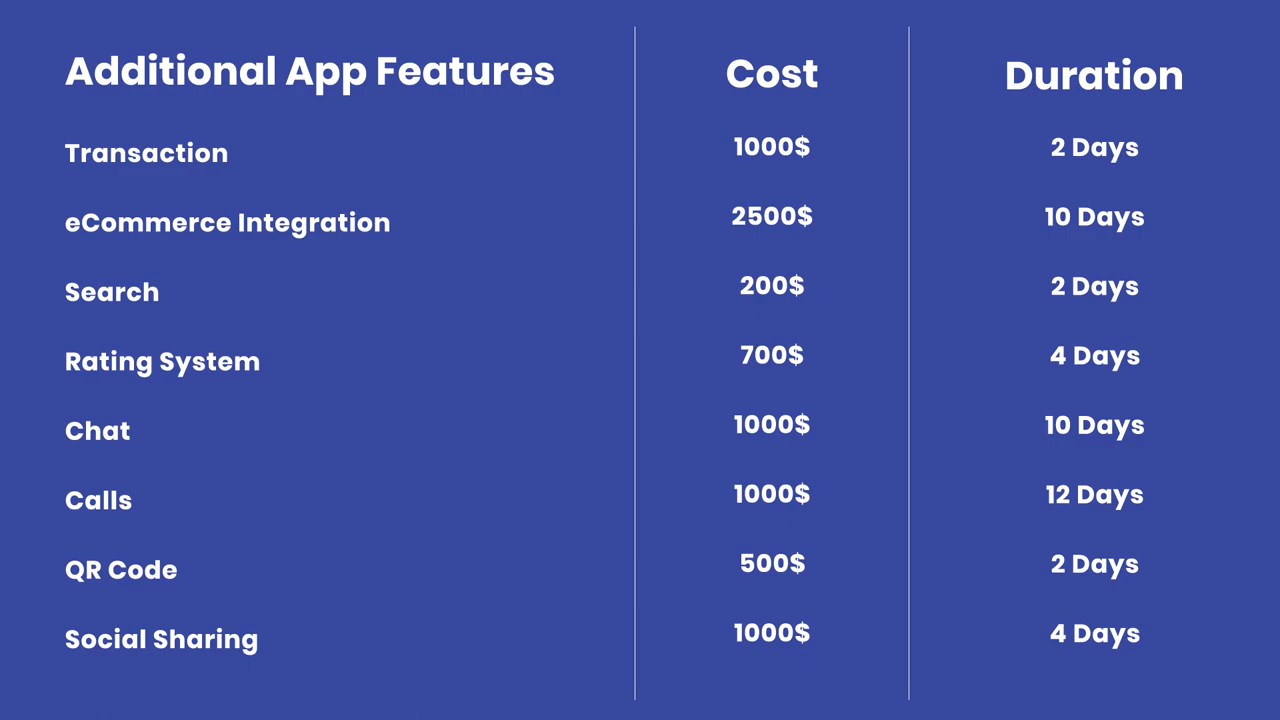 Additional App Features Cost Duration
Transaction 1000$ 2 Days
eCommerce Integration 2500$ 10 Days
Search 200$ 2 Days
Rating System 700$ 4 Days
Chat 1000$ 10 Days
Calls 1000$ 12 Days
QR Code 500$ 2 Days
Social Sharing 1000$ 4 Days